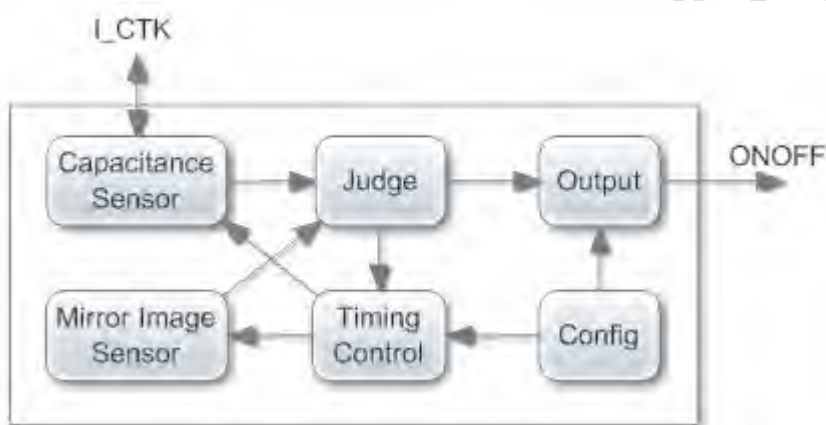 I_CTK
Capacitance
Sensor
Judge
Output
ONOFF
Mirror Image
Sensor
Timing
Control
Config